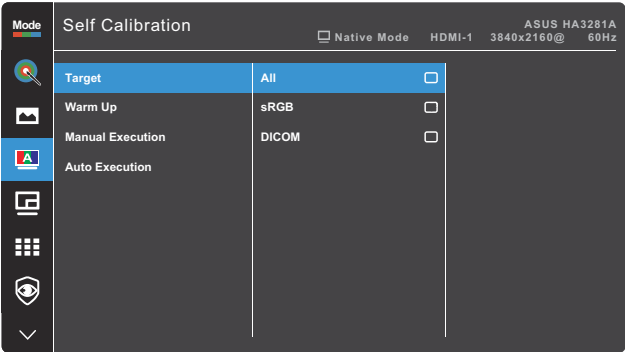 Mode
Self Calibration
Native Mode HDMI-1 ASUS HA3281A
3840x2160@ 60Hz
Target
Warm Up
Manual Execution
Auto Execution
All
sRGB
DICOM
A